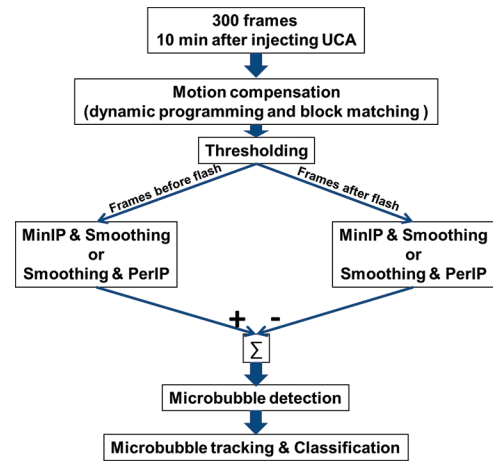 300 frames
10 min after injecting UCA
Motion compensation
(dynamic programming and block matching )
Thresholding
Frames before flash
Frames after flash
MinIP & Smoothing
or
Smoothing & PerIP
MinIP & Smoothing
or
Smoothing & PerIP
+ -
∑
Microbubble detection
Microbubble tracking & Classification